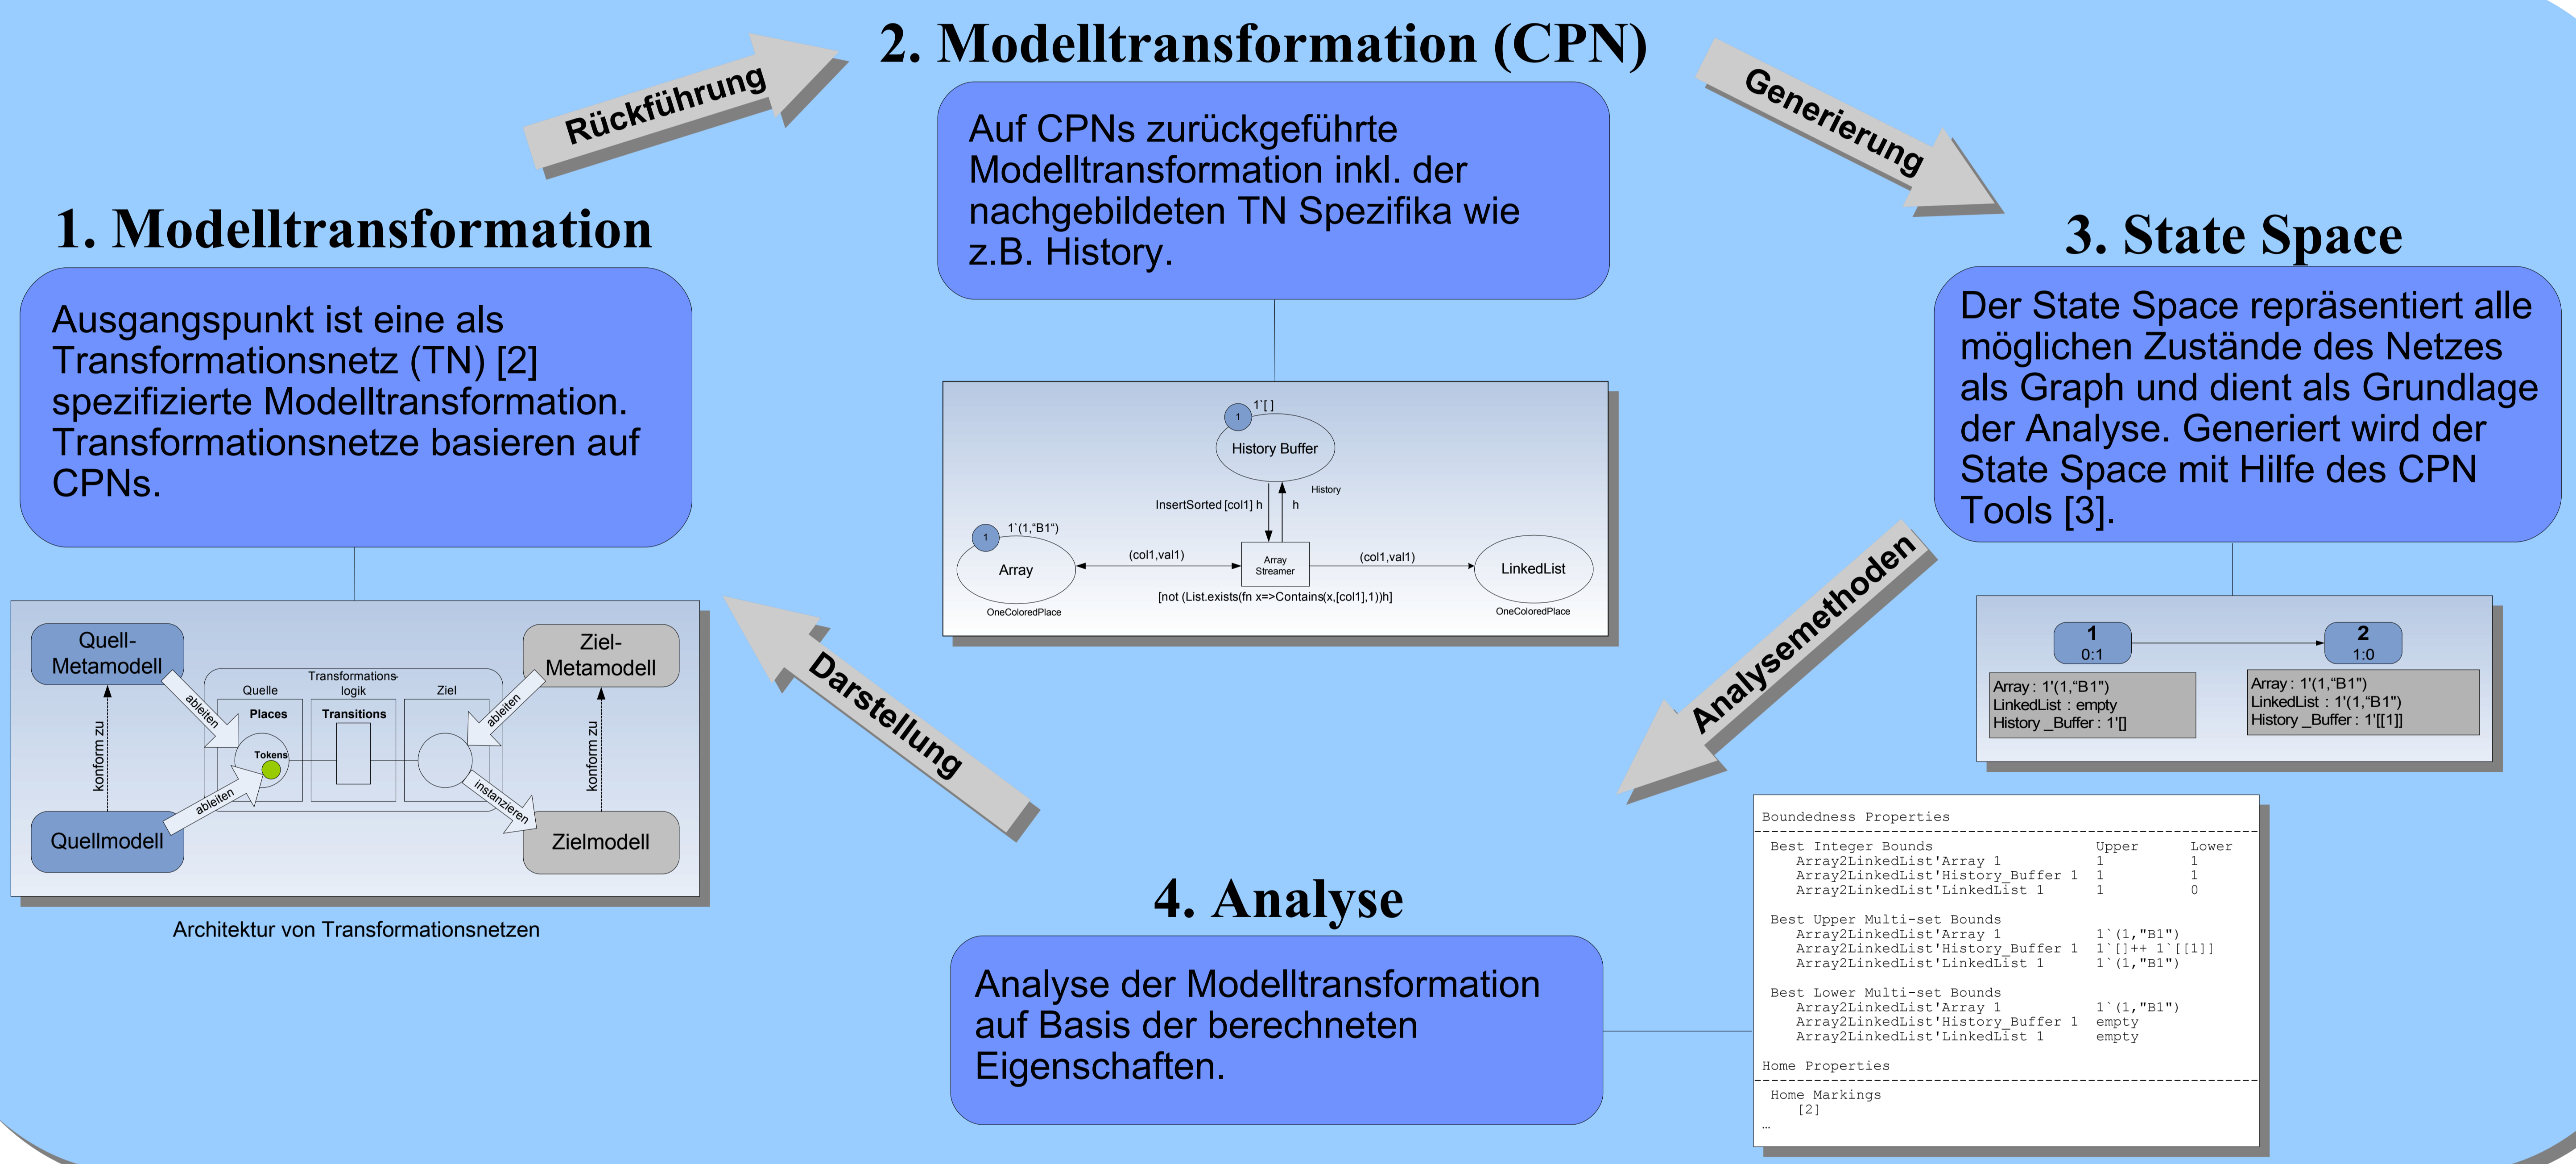 2. Modelltransformation (CPN)
Rückführung
Generierung
Auf CPNs zurückgeführte
Modelltransformation inkl. der
nachgebildeten TN Spezifika wie
z.B. History.
1. Modelltransformation
Ausgangspunkt ist eine als
Transformationsnetz (TN) [2]
spezifizierte Modelltransformation.
Transformationsnetze basieren auf
CPNs.
3. State Space
Der State Space repräsentiert alle
möglichen Zustände des Netzes
als Graph und dient als Grundlage
der Analyse. Generiert wird der
State Space mit Hilfe des CPN
Tools [3].
1`[ ]
1
History Buffer
History
InsertSorted [col1] h
h
1`(1,“B1“)
1
Array
OneColoredPlace
(col1,val1)
Array
Streamer
(col1,val1)
LinkedList
OneColoredPlace
[not (List.exists(fn x=>Contains(x,[col1],1))h]
Quell-
Metamodell
Ziel-
Metamodell
Transformations-
logik
Quelle
Ziel
Places
Transitions
Tokens
ableiten
ableiten
ableiten
instanzieren
konform zu
konform zu
Quellmodell
Zielmodell
Architektur von Transformationsnetzen
Darstellung
Analysemethoden
1
0:1
2
1:0
Array : 1'(1,“B1")
LinkedList : empty
History _Buffer : 1'[]
Array : 1'(1,“B1")
LinkedList : 1'(1,“B1")
History _Buffer : 1'[[1]]
4. Analyse
Analyse der Modelltransformation
auf Basis der berechneten
Eigenschaften.
Boundedness Properties
Best Integer Bounds Upper Lower
Array2LinkedList'Array 1 1 1
Array2LinkedList'History_Buffer 1 1 1
Array2LinkedList'LinkedList 1 1 0
Best Upper Multi-set Bounds
Array2LinkedList'Array 1 1`(1,"B1")
Array2LinkedList'History_Buffer 1 1`[]++ 1`[[1]]
Array2LinkedList'LinkedList 1 1`(1,"B1")
Best Lower Multi-set Bounds
Array2LinkedList'Array 1 1`(1,"B1")
Array2LinkedList'History_Buffer 1 empty
Array2LinkedList'LinkedList 1 empty
Home Properties
Home Markings
[2]
…